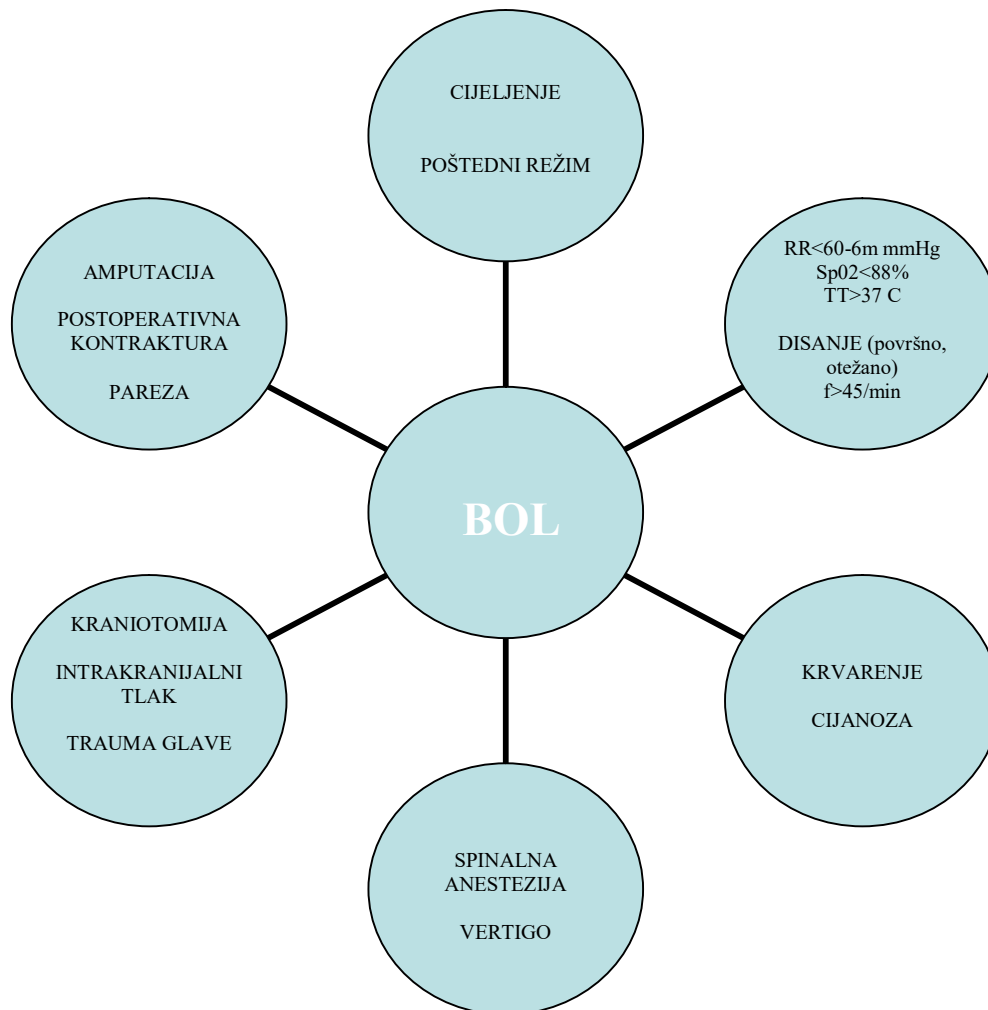 CIJELJENJE
POŠTEDNI REŽIM
AMPUTACIJA
POSTOPERATIVNA
KONTRAKTURA
PAREZA
RR<60-6m mmHg
Sp02<88%
TT>37 C
DISANJE (površno,
otežano)
f>45/min
BOL
KRANIOTOMIJA
INTRAKRANIJALNI
TLAK
TRAUMA GLAVE
KRVARENJE
CIJANOZA
SPINALNA
ANESTEZIJA
VERTIGO